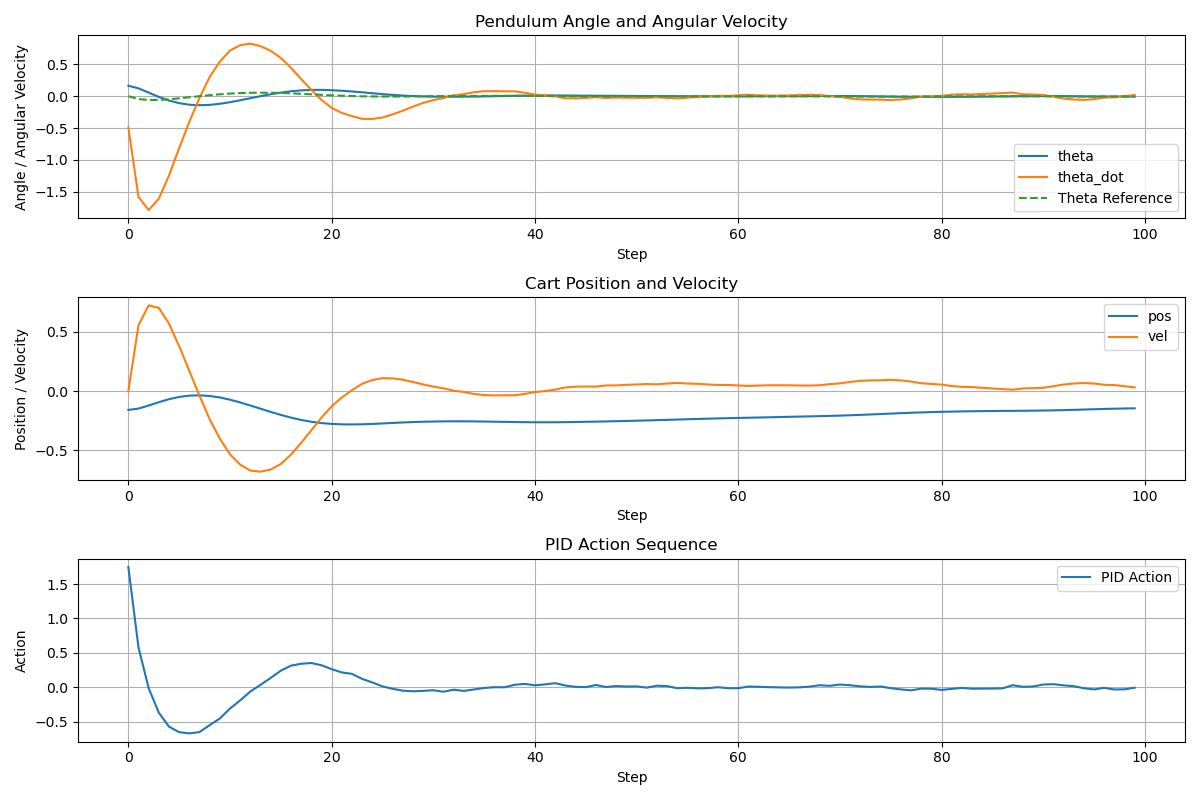 Pendulum Angle and Angular Velocity
Angle / Angular Velocity
0.5
0.0
−0.5
−1.0
−1.5
theta
theta_dot
Theta Reference
0 20 40 60 80 100
Step
Cart Position and Velocity
Position / Velocity
0.5
0.0
−0.5
pos
vel
0 20 40 60 80 100
Step
PID Action Sequence
Action
1.5
1.0
0.5
0.0
−0.5
PID Action
0 20 40 60 80 100
Step